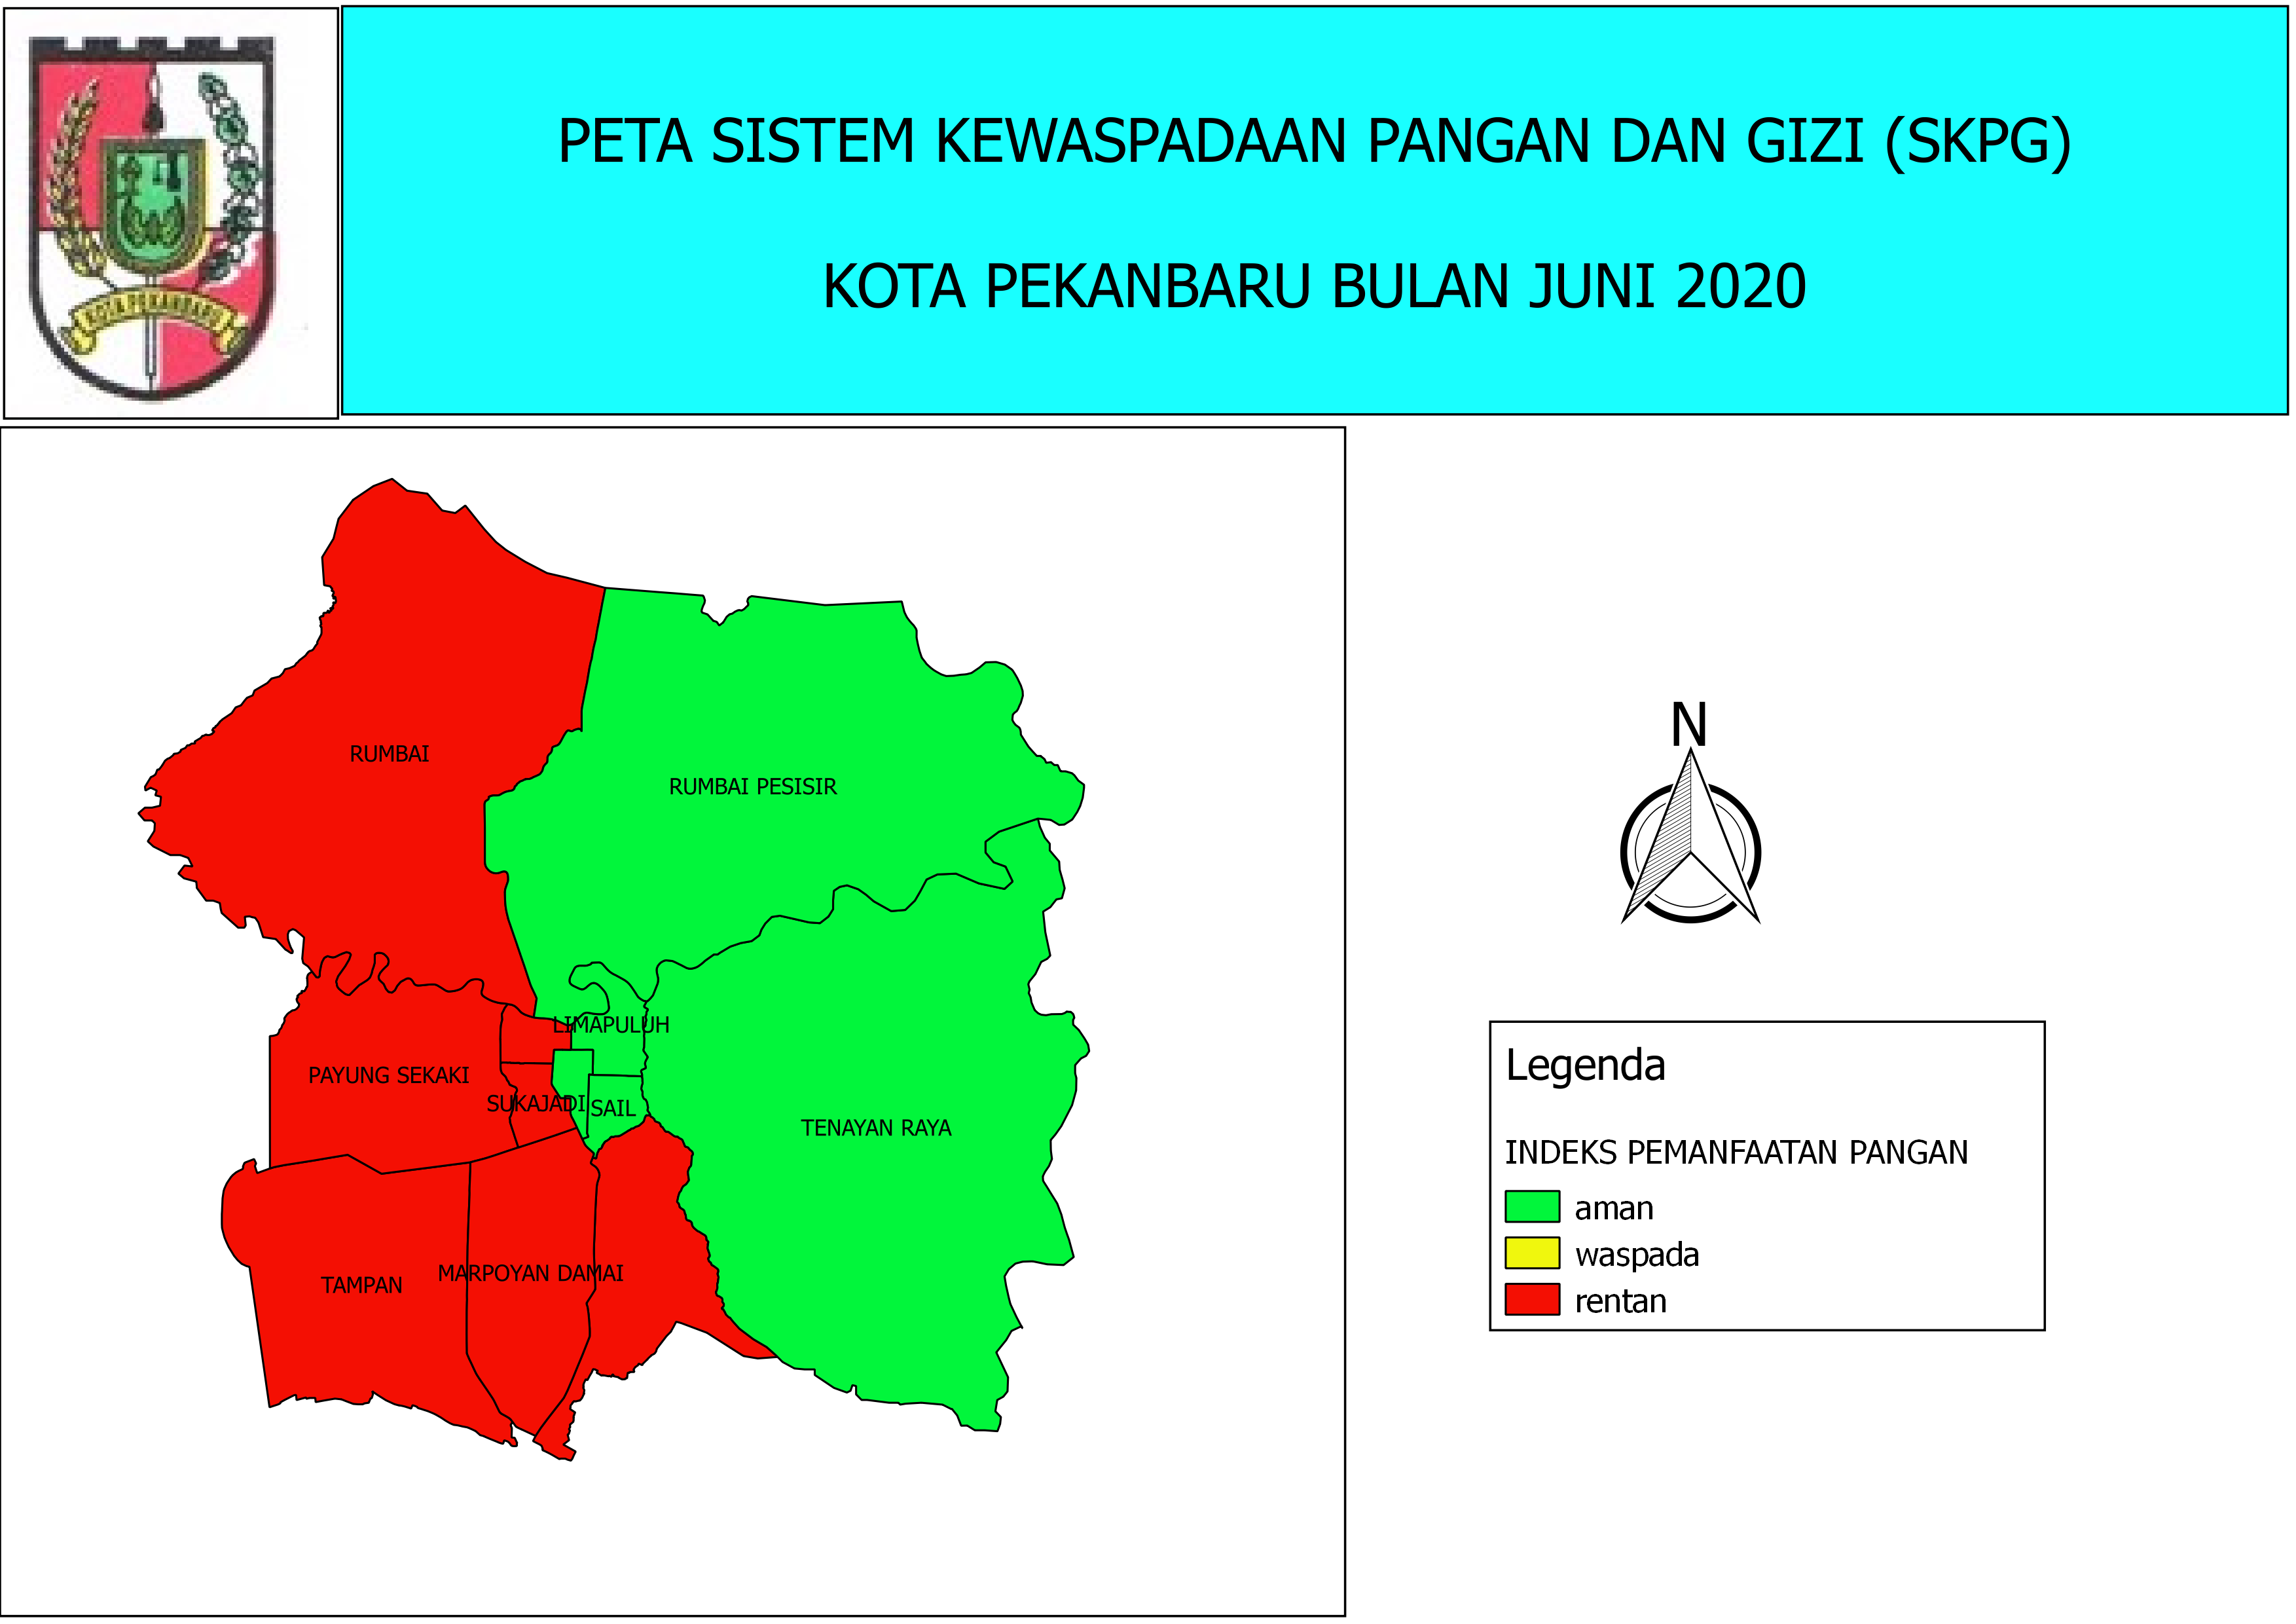 KOTA PEKANBARU
PETA SISTEM KEWASPADAAN PANGAN DAN GIZI (SKPG)
KOTA PEKANBARU BULAN JUNI 2020
RUMBAI
RUMBAI PESISIR
LIMAPULUH
PAYUNG SEKAKI
SUKAJADI
SAIL
TENAYAN RAYA
TAMPAN
MARPOYAN DAMAI
N
Legenda
INDEKS PEMANFAATAN PANGAN
aman
waspada
rentan